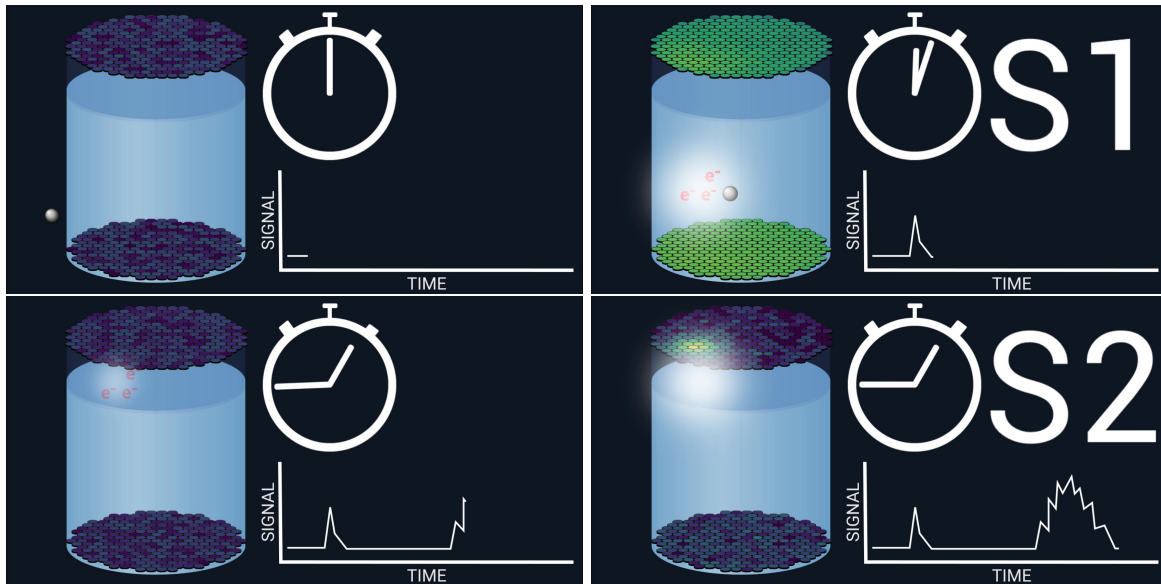 SIGNAL
TIME
S1
e⁻
e⁻ e⁻
SIGNAL
TIME
e⁻
e⁻ e⁻
SIGNAL
TIME
S2
SIGNAL
TIME